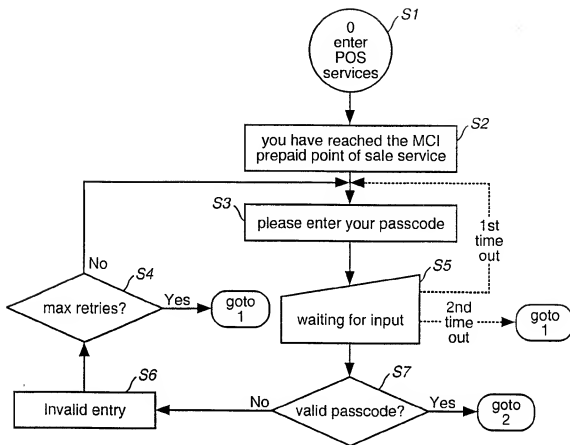 S1
0
enter
POS
services
S2
you have reached the MCI
prepaid point of sale service
S3
please enter your passcode
1st
time
out
No
S4
max retries?
Yes
goto
1
S5
waiting for input
2nd
time
out
goto
1
S6
Invalid entry
No
S7
valid passcode?
Yes
goto
2